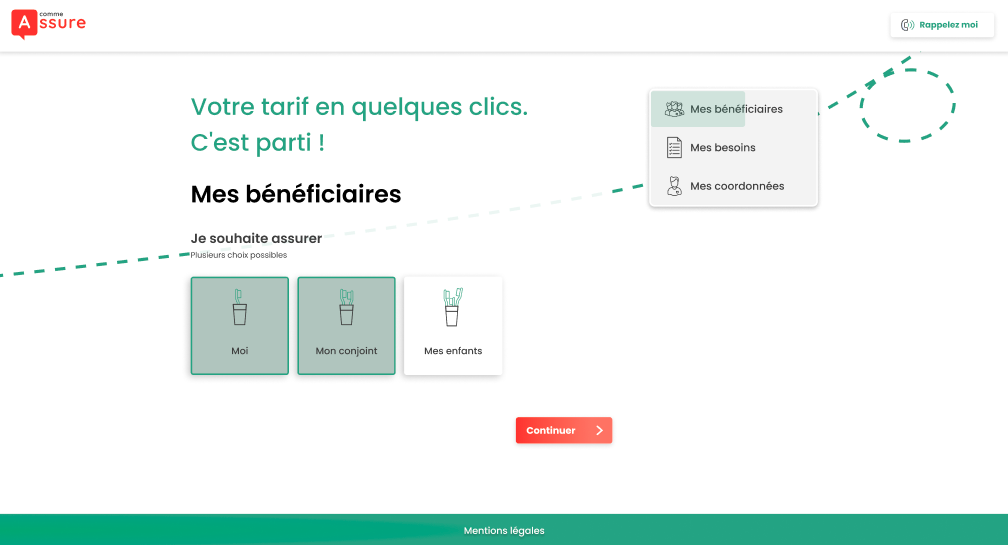 comme
Assure
Rappelez moi
Votre tarif en quelques clics.
C'est parti !
Mes bénéficiaires
Mes besoins
Mes coordonnées
Mes bénéficiaires
Je souhaite assurer
Plusieurs choix possibles
Moi
Mon conjoint
Mes enfants
Continuer
Mentions légales